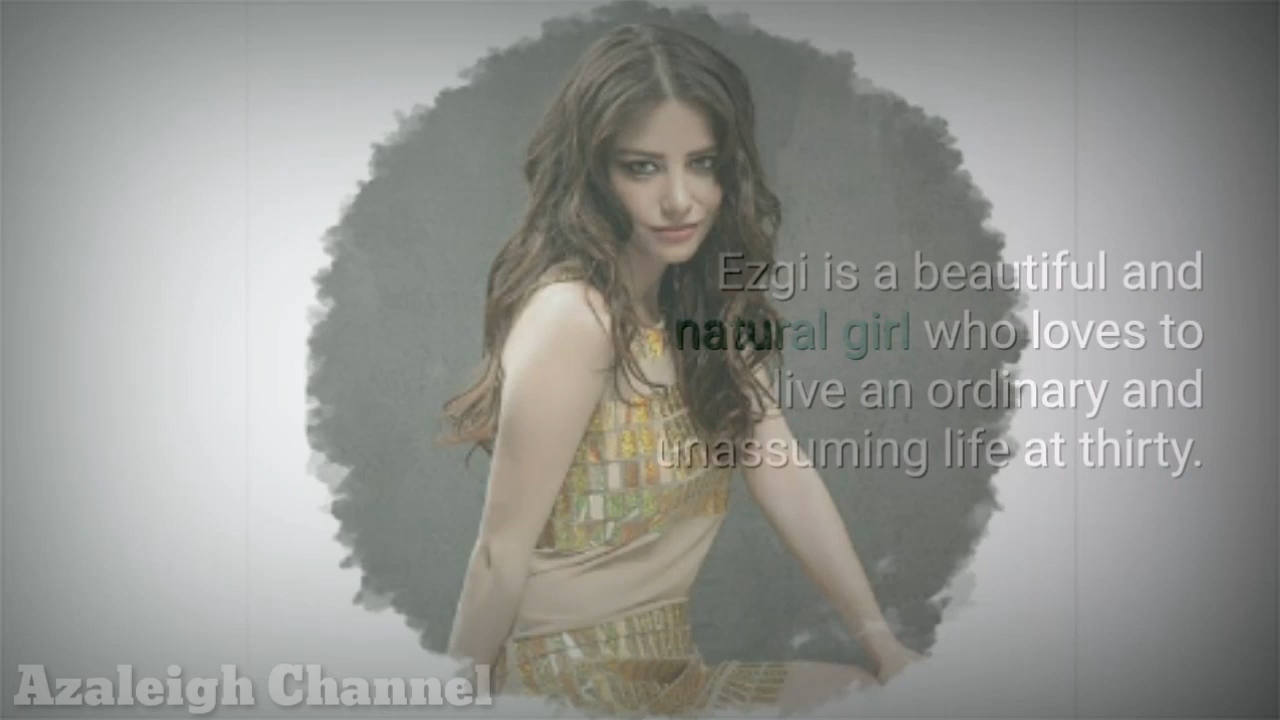 Ezgi is a beautiful and
natural girl who loves to
live an ordinary and
unassuming life at thirty.
Azaleigh Channel